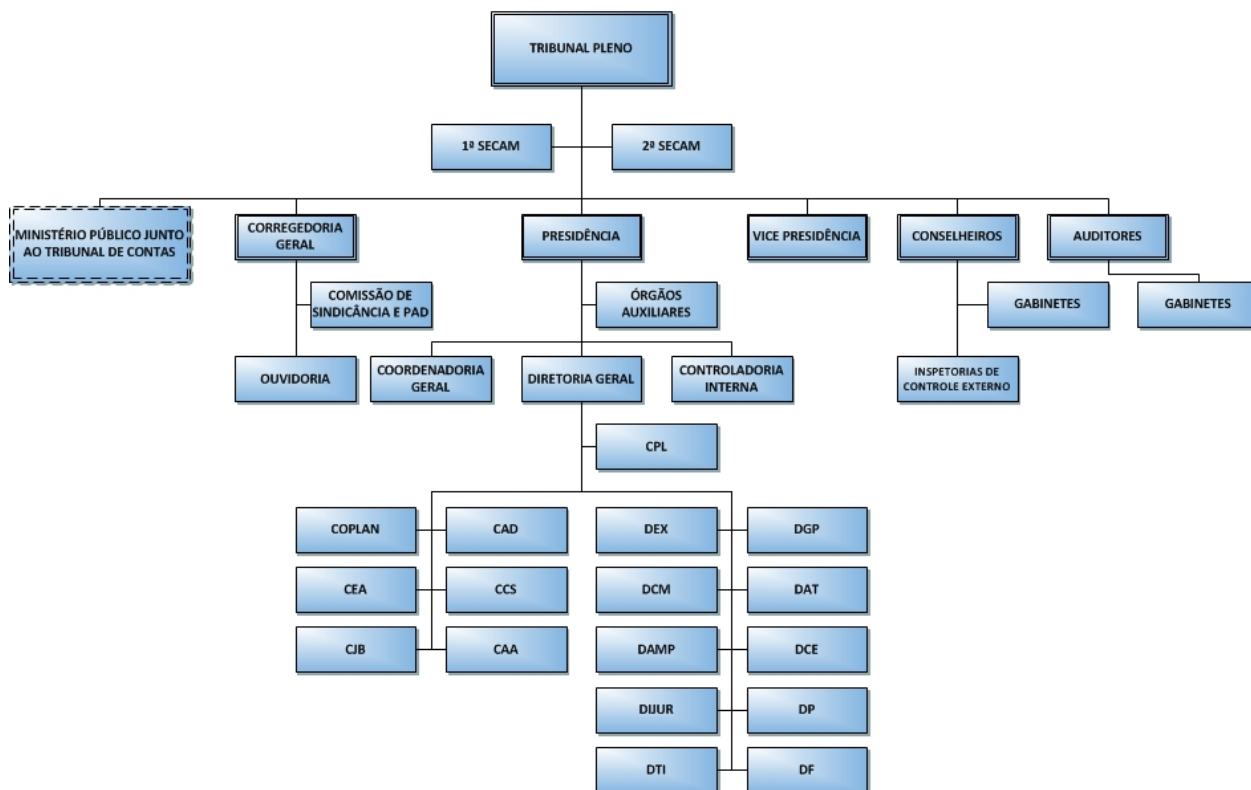 TRIBUNAL PLENO
1ª SECAM
2ª SECAM
MINISTÉRIO PÚBLICO JUNTO
AO TRIBUNAL DE CONTAS
CORREGEDORIA
GERAL
PRESIDÊNCIA
VICE PRESIDÊNCIA
CONSELHEIROS
AUDITORES
COMISSÃO DE
SINDICÂNCIA E PAD
ÓRGÃOS
AUXILIARES
GABINETES
GABINETES
OUVIDORIA
COORDENADORIA
GERAL
DIRETORIA GERAL
CONTROLADORIA
INTERNA
INSPETORIAS DE
CONTROLE EXTERNO
CPL
COPLAN
CAD
DEX
DGP
CEA
CCS
DCM
DAT
CJB
CAA
DAMP
DCE
DIJUR
DP
DTI
DF